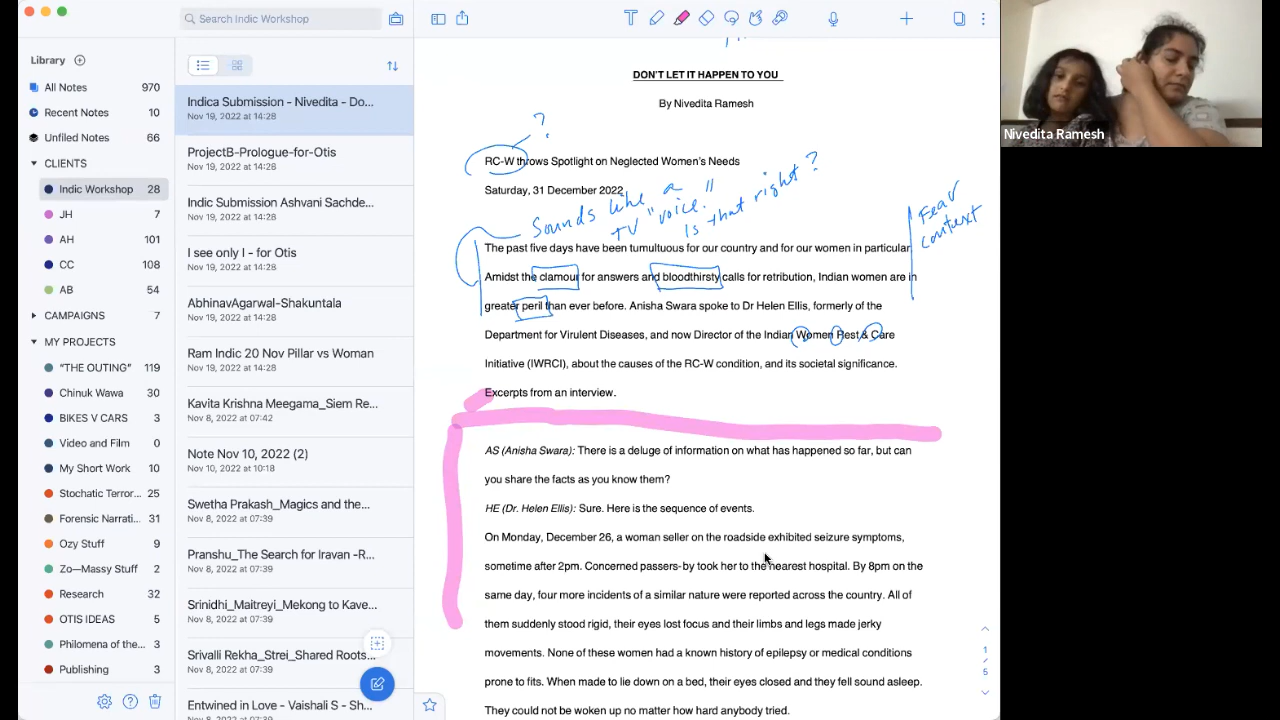 Search Indic Workshop
Library
All Notes 970
Recent Notes 10
Unfiled Notes 66
CLIENTS
Indic Workshop 28
JH 7
AH 101
CC 108
AB 54
CAMPAIGNS 7
MY PROJECTS
“THE OUTING” 119
Chinuk Wawa 30
BIKES V CARS 3
Video and Film 0
My Short Work 10
Stochatic Terror... 25
Forensic Narrati... 31
Ozy Stuff 9
Zo—Massy Stuff 2
Research 32
OTIS IDEAS 5
Philomena of the... 3
Publishing 3
Indica Submission - Nivedita - Do...
Nov 19, 2022 at 14:28
ProjectB-Prologue-for-Otis
Nov 19, 2022 at 14:28
Indic Submission Ashvani Sachde...
Nov 19, 2022 at 14:28
I see only I - for Otis
Nov 19, 2022 at 14:28
AbhinavAgarwal-Shakuntala
Nov 19, 2022 at 14:28
Ram Indic 20 Nov Pillar vs Woman
Nov 19, 2022 at 14:28
Kavita Krishna Meegama_Siem Re...
Nov 8, 2022 at 07:42
Note Nov 10, 2022 (2)
Nov 10, 2022 at 10:18
Swetha Prakash_Magics and the...
Nov 8, 2022 at 07:39
Pranshu_The Search for Iravan -R...
Nov 8, 2022 at 07:39
Srinidhi_Maitreyi_Mekong to Kave...
Nov 8, 2022 at 07:39
Srivalli Rekha_Strei_Shared Roots...
Nov 8, 2022 at 07:39
Entwined in Love - Vaishali S - Sh...
DON'T LET IT HAPPEN TO YOU
By Nivedita Ramesh
?
RC-W throws Spotlight on Neglected Women's Needs
Saturday, 31 December 2022
Sounds like a
TV "voice."
Is that right?
Fear
context
The past five days have been tumultuous for our country and for our women in particular.
Amidst the clamour for answers and bloodthirsty calls for retribution, Indian women are in
greater peril than ever before. Anisha Swara spoke to Dr Helen Ellis, formerly of the
Department for Virulent Diseases, and now Director of the Indian Women Rest & Care
Initiative (IWRCI), about the causes of the RC-W condition, and its societal significance.
Excerpts from an interview.
AS (Anisha Swara): There is a deluge of information on what has happened so far, but can
you share the facts as you know them?
HE (Dr. Helen Ellis): Sure. Here is the sequence of events.
On Monday, December 26, a woman seller on the roadside exhibited seizure symptoms,
sometime after 2pm. Concerned passers-by took her to the nearest hospital. By 8pm on the
same day, four more incidents of a similar nature were reported across the country. All of
them suddenly stood rigid, their eyes lost focus and their limbs and legs made jerky
movements. None of these women had a known history of epilepsy or medical conditions
prone to fits. When made to lie down on a bed, their eyes closed and they fell sound asleep.
They could not be woken up no matter how hard anybody tried.
1
/
5
Nivedita Ramesh